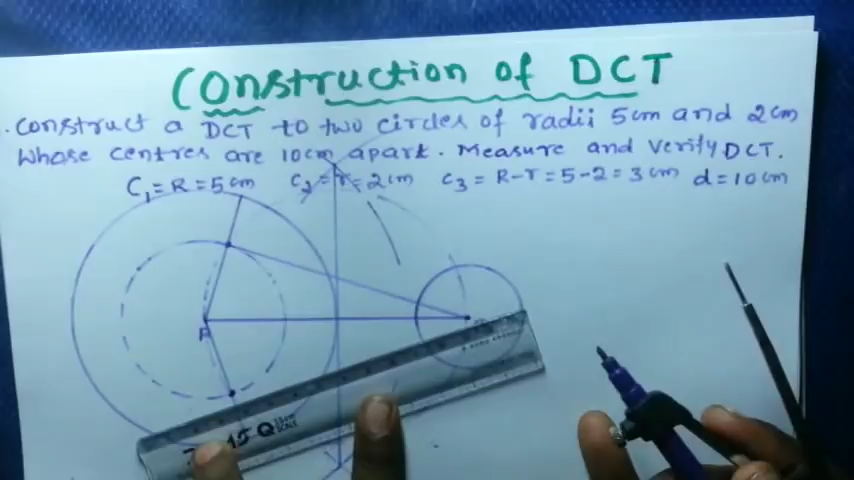 Construction of DCT
. Construct a DCT to two circles of radii 5cm and 2cm
whose centres are 10cm apart. Measure and verify DCT.
C₁ = R = 5cm C₂ = r = 2cm C₃ = R-r = 5-2 = 3cm d = 10cm
A